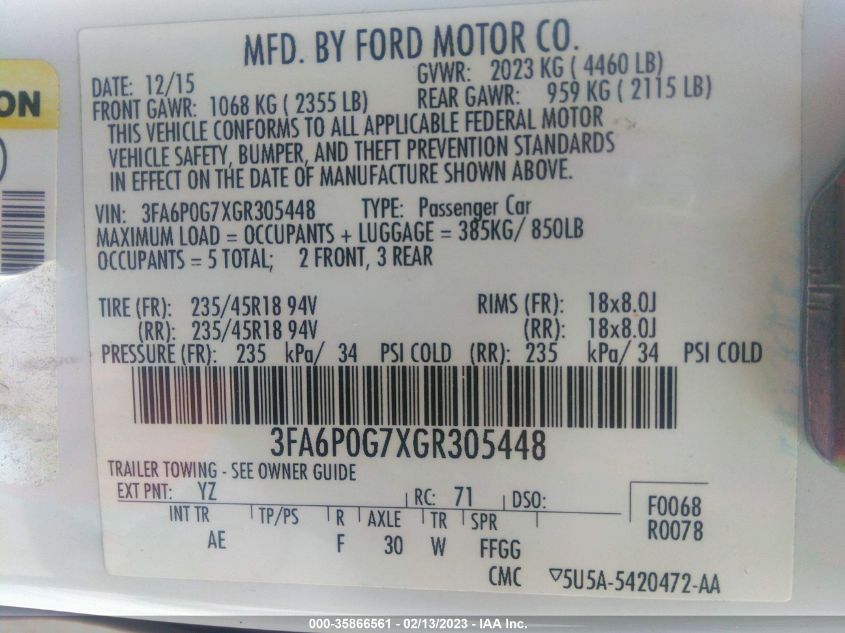 MFD. BY FORD MOTOR CO.
DATE: 12/15 GVWR: 2023 KG ( 4460 LB)
FRONT GAWR: 1068 KG ( 2355 LB) REAR GAWR: 959 KG ( 2115 LB)
THIS VEHICLE CONFORMS TO ALL APPLICABLE FEDERAL MOTOR
VEHICLE SAFETY, BUMPER, AND THEFT PREVENTION STANDARDS
IN EFFECT ON THE DATE OF MANUFACTURE SHOWN ABOVE.
VIN: 3FA6P0G7XGR305448 TYPE: Passenger Car
MAXIMUM LOAD = OCCUPANTS + LUGGAGE = 385KG/ 850LB
OCCUPANTS = 5 TOTAL; 2 FRONT, 3 REAR
TIRE (FR): 235/45R18 94V RIMS (FR): 18x8.0J
(RR): 235/45R18 94V (RR): 18x8.0J
PRESSURE (FR): 235 kPa/ 34 PSI COLD (RR): 235 kPa/ 34 PSI COLD
3FA6P0G7XGR305448
TRAILER TOWING - SEE OWNER GUIDE
EXT PNT: YZ RC: 71 DSO: F0068
R0078
INT TR TP/PS R AXLE TR SPR
AE F 30 W FFGG
CMC ▽5U5A-5420472-AA
ON
000-35866561 - 02/13/2023 - IAA Inc.